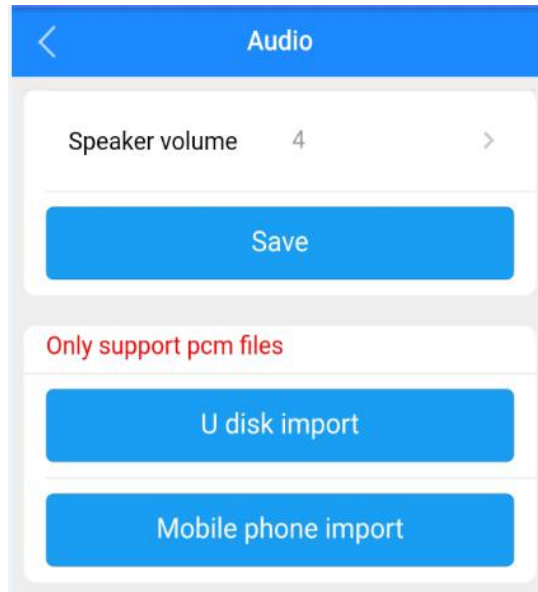 Audio
Speaker volume 4
Save
Only support pcm files
U disk import
Mobile phone import